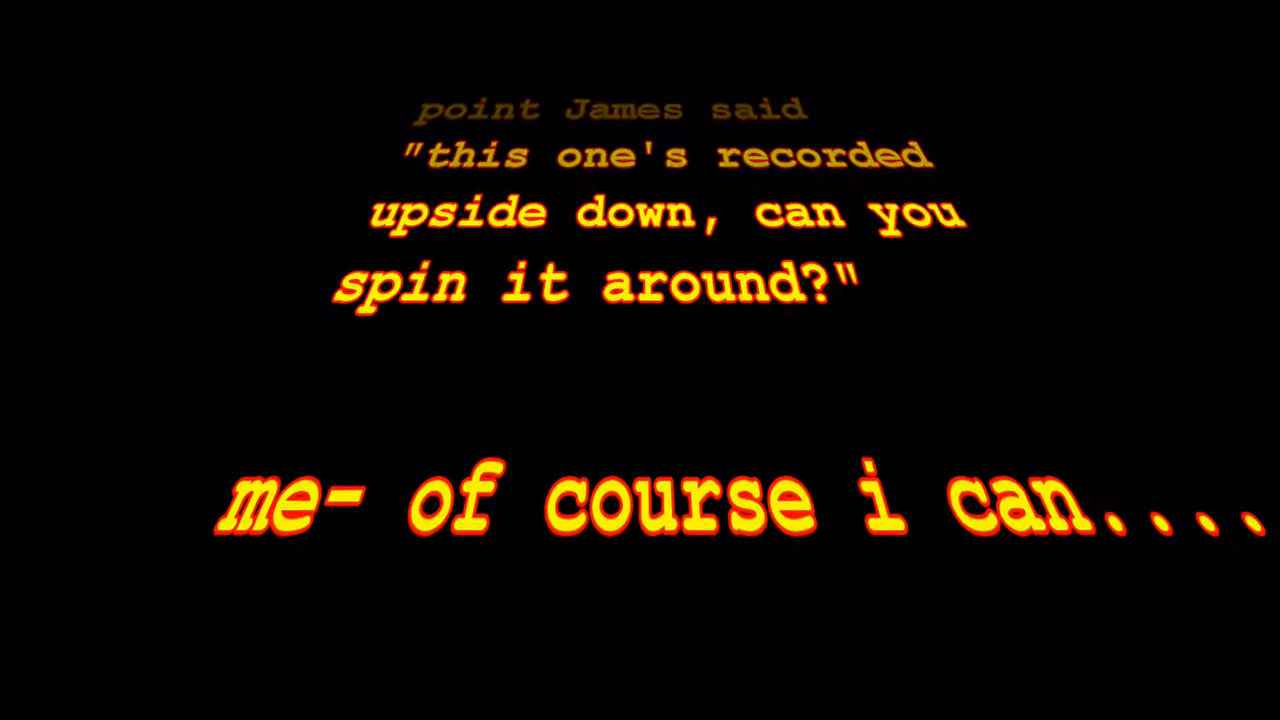 point James said
"this one's recorded
upside down, can you
spin it around?"
me- of course i can....